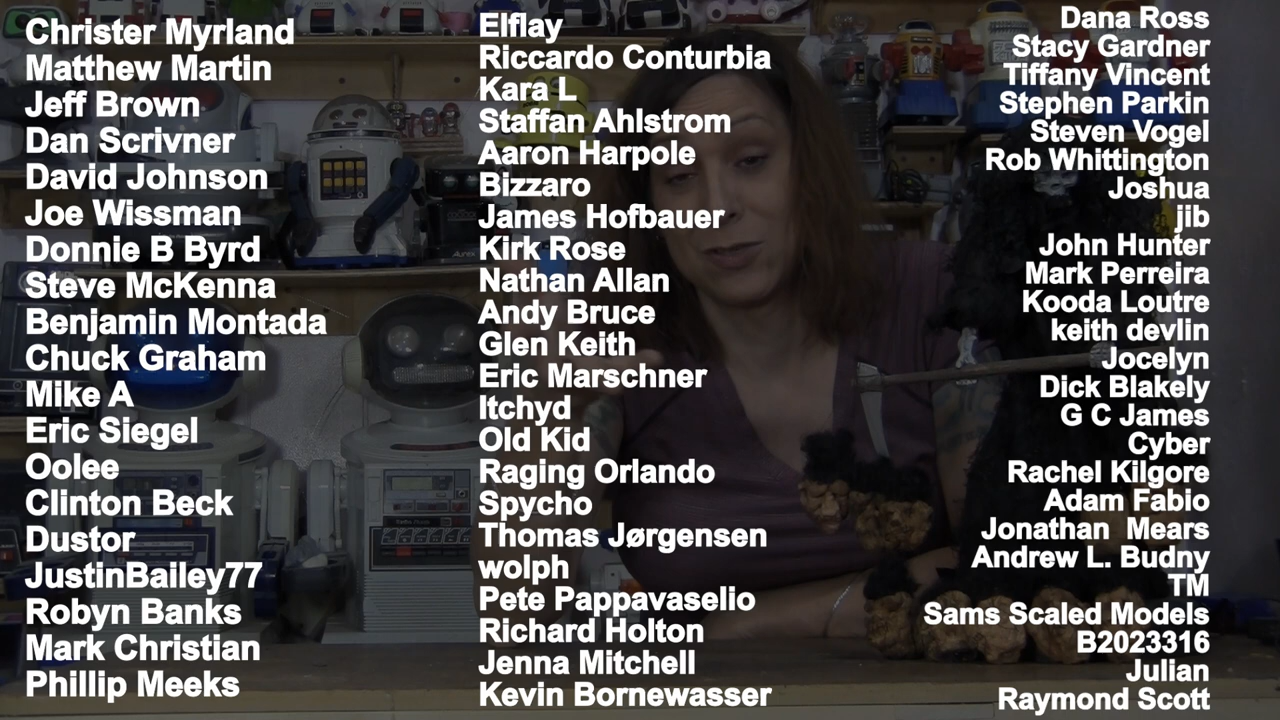 Christer Myrland
Matthew Martin
Jeff Brown
Dan Scrivner
David Johnson
Joe Wissman
Donnie B Byrd
Steve McKenna
Benjamin Montada
Chuck Graham
Mike A
Eric Siegel
Oolee
Clinton Beck
Dustor
JustinBailey77
Robyn Banks
Mark Christian
Phillip Meeks
Elflay
Riccardo Conturbia
Kara L
Staffan Ahlstrom
Aaron Harpole
Bizzaro
James Hofbauer
Kirk Rose
Nathan Allan
Andy Bruce
Glen Keith
Eric Marschner
Itchyd
Old Kid
Raging Orlando
Spycho
Thomas Jørgensen
wolph
Pete Pappavaselio
Richard Holton
Jenna Mitchell
Kevin Bornewasser
Dana Ross
Stacy Gardner
Tiffany Vincent
Stephen Parkin
Steven Vogel
Rob Whittington
Joshua
jib
John Hunter
Mark Perreira
Kooda Loutre
keith devlin
Jocelyn
Dick Blakely
G C James
Cyber
Rachel Kilgore
Adam Fabio
Jonathan  Mears
Andrew L. Budny
TM
Sams Scaled Models
B2023316
Julian
Raymond Scott